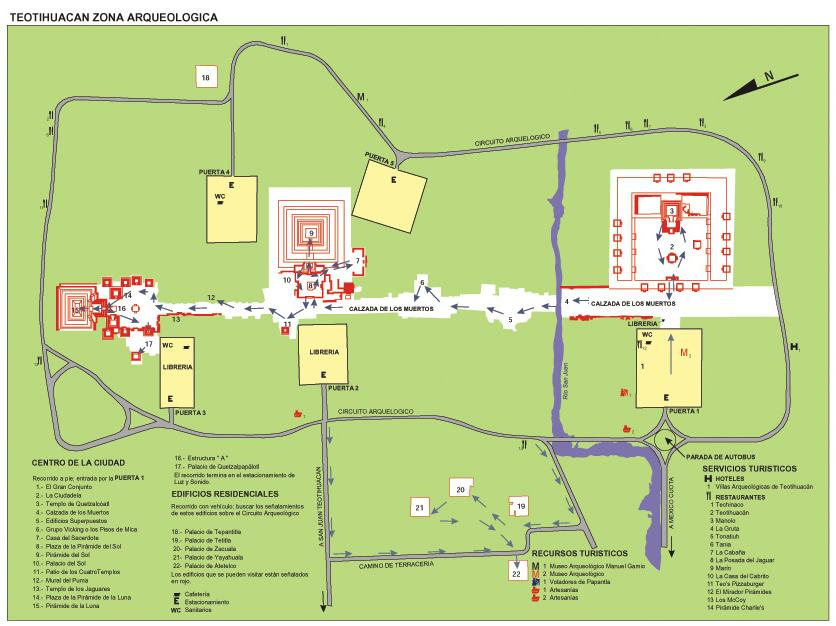 TEOTIHUACAN ZONA ARQUEOLOGICA
N
18
PUERTA 4
E
WC
PUERTA 5
E
CIRCUITO ARQUELOGICO
M 1
9
7
10
8
6
12
CALZADA DE LOS MUERTOS
5
4
CALZADA DE LOS MUERTOS
3
2
14
15
16
13
17
11
WC
LIBRERIA
E
PUERTA 3
LIBRERIA
E
PUERTA 2
LIBRERIA
WC
M 2
1
E
PUERTA 1
H 1
Río San Juan
CIRCUITO ARQUELOGICO
PARADA DE AUTOBUS
A SAN JUAN TEOTIHUACAN
A MEXICO CUOTA
CAMINO DE TERRACERIA
21
20
19
22
CENTRO DE LA CIUDAD
Recorrido a pie: entrada por la PUERTA 1
1.- El Gran Conjunto
2.- La Ciudadela
3.- Templo de Quetzalcóatl
4.- Calzada de los Muertos
5.- Edificios Superpuestos
6.- Grupo Vicking o los Pisos de Mica
7.- Casa del Sacerdote
8.- Plaza de la Pirámide del Sol
9.- Pirámide del Sol
10.- Palacio del Sol
11.- Patio de los CuatroTemplos
12.- Mural del Puma
13.- Templo de los Jaguares
14.- Plaza de la Pirámide de la Luna
15.- Pirámide de la Luna
16.- Estructura "A"
17.- Palacio de Quetzalpapálotl
El recorrido termina en el estacionamiento de
Luz y Sonido.
EDIFICIOS RESIDENCIALES
Recorrido con vehículo: buscar los señalamientos
de estos edificios sobre el Circuito Arqueológico
18.- Palacio de Tepantitla
19.- Palacio de Tetitla
20- Palacio de Zacuala
21- Palacio de Yayahuala
22- Palacio de Atetelco
Los edificios que se pueden visitar están señalados
en rojo.
Cafetería
E Estacionamiento
WC Sanitarios
RECURSOS TURISTICOS
M 1 Museo Arqueológico Manuel Gamio
M 2 Museo Arqueológico
1 Voladores de Papantla
1 Artesanías
2 Artesanías
SERVICIOS TURISTICOS
H HOTELES
1 Villas Arqueológicas de Teotihuacán
RESTAURANTES
1 Techinaco
2 Teotihuacán
3 Manolo
4 La Gruta
5 Tonatiuh
6 Tania
7 La Cabaña
8 La Posada del Jaguar
9 Marín
10 La Casa del Cabrito
11 Teo's Pizzaburger
12 El Mirador Pirámides
13 Los McCoy
14 Pirámide Charlie's